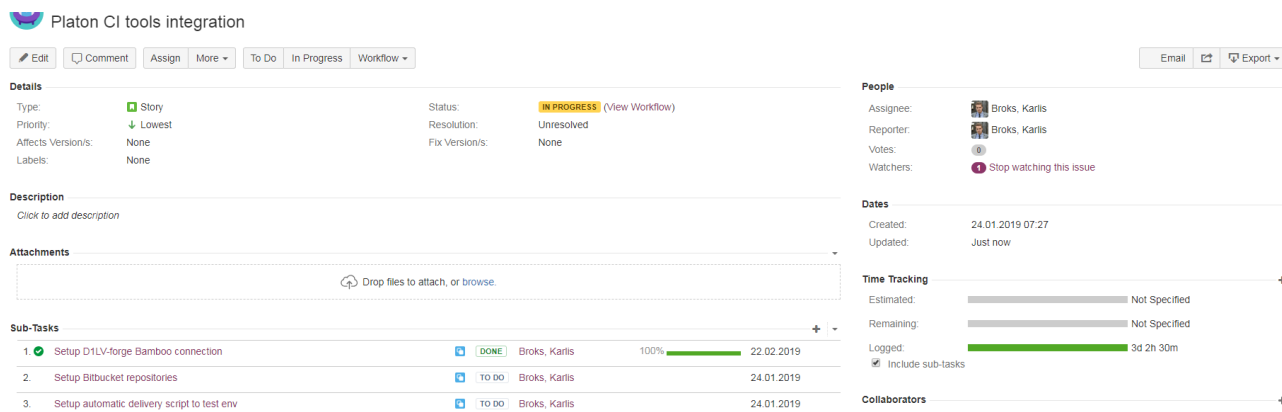 Platon CI tools integration
Edit Comment Assign More To Do In Progress Workflow Email Export
Details
Type: Story Status: IN PROGRESS (View Workflow)
Priority: Lowest Resolution: Unresolved
Affects Version/s: None Fix Version/s: None
Labels: None
Description
Click to add description
Attachments
Drop files to attach, or browse.
Sub-Tasks
1. Setup D1LV-forge Bamboo connection DONE Broks, Karlis 100% 22.02.2019
2. Setup Bitbucket repositories TO DO Broks, Karlis 24.01.2019
3. Setup automatic delivery script to test env TO DO Broks, Karlis 24.01.2019
People
Assignee: Broks, Karlis
Reporter: Broks, Karlis
Votes: 0
Watchers: 1 Stop watching this issue
Dates
Created: 24.01.2019 07:27
Updated: Just now
Time Tracking
Estimated: Not Specified
Remaining: Not Specified
Logged: 3d 2h 30m
Include sub-tasks
Collaborators